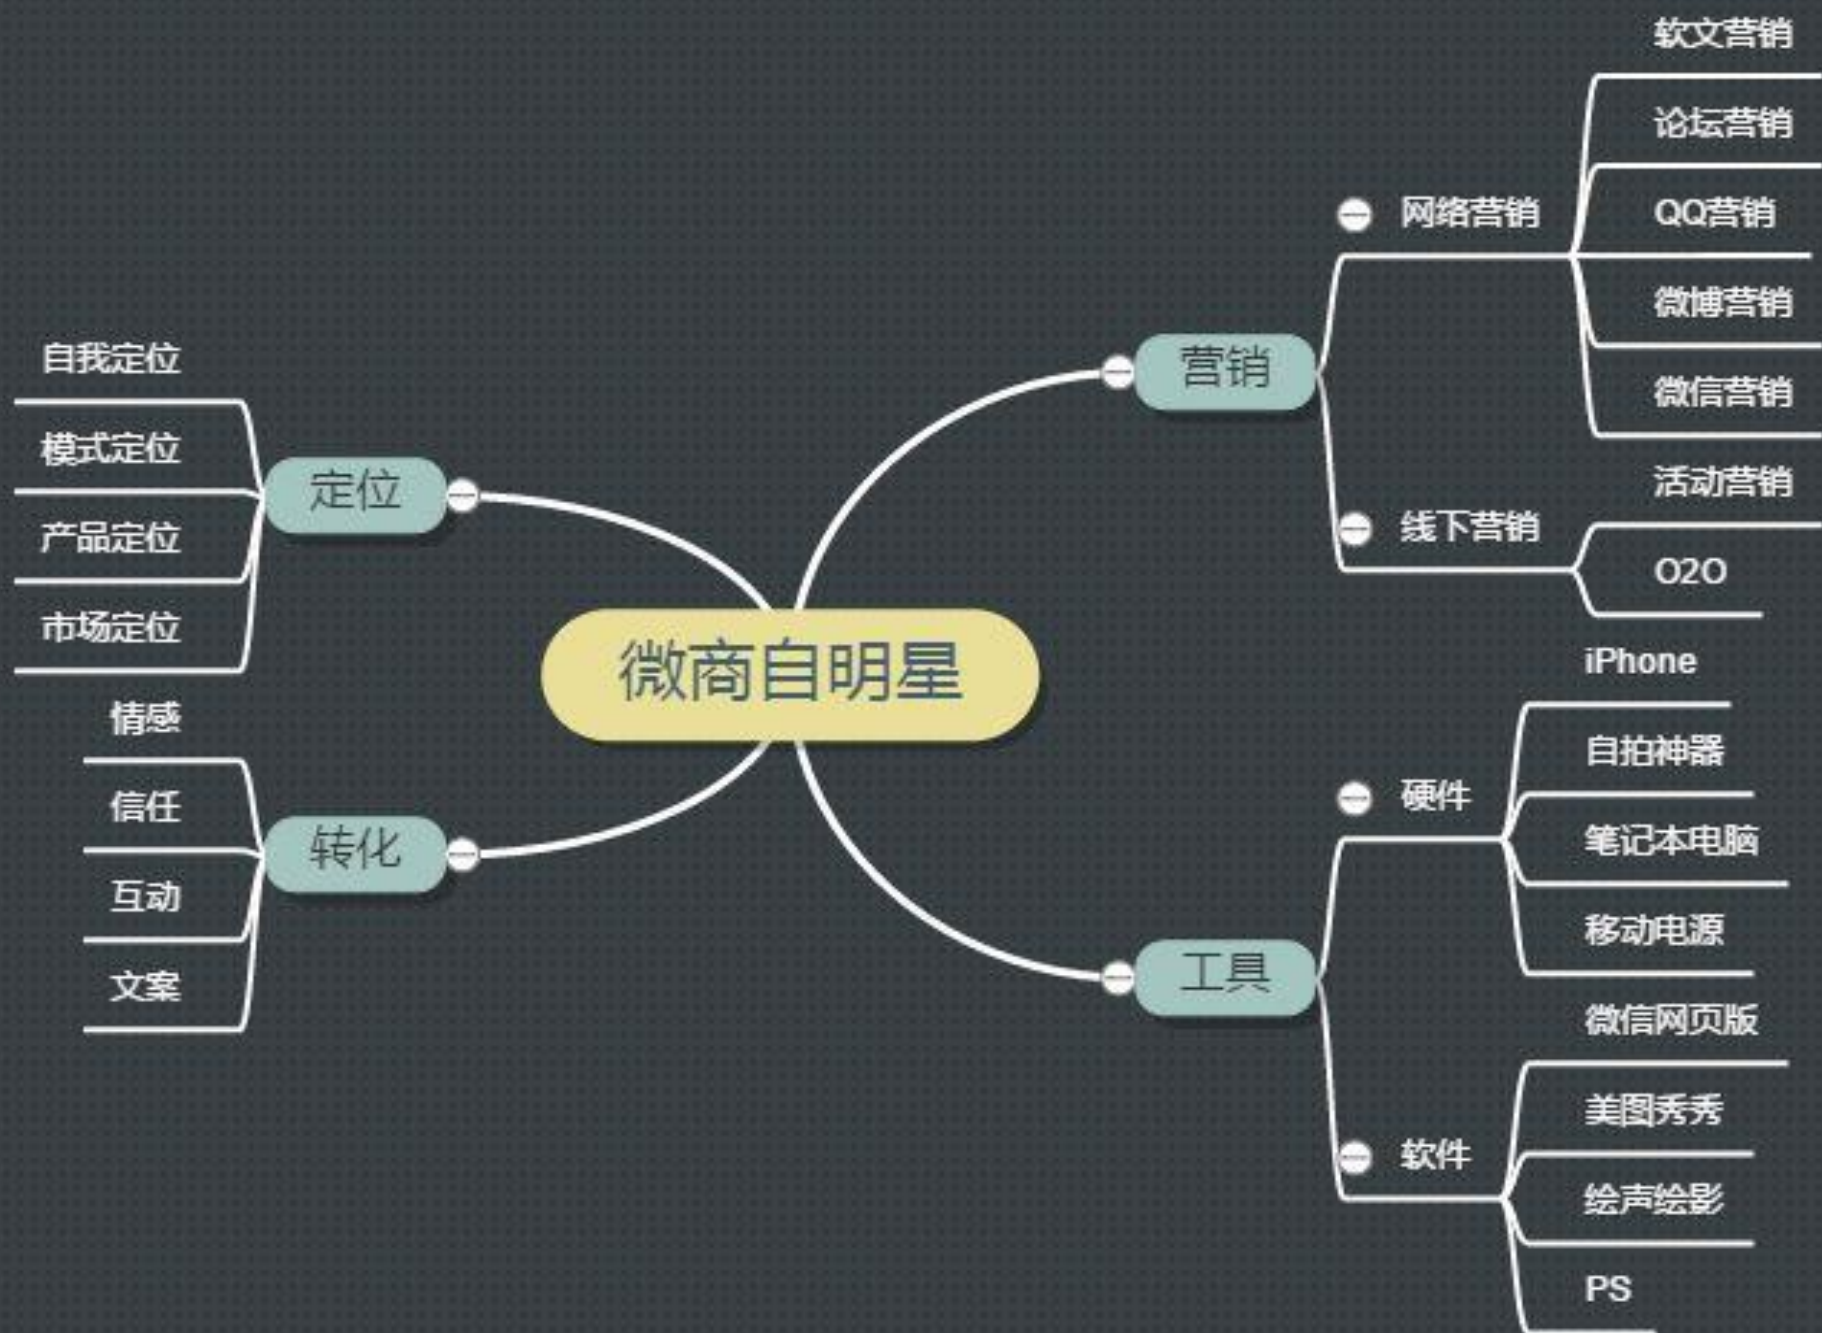 微商自明星
营销
网络营销
软文营销
论坛营销
QQ营销
微博营销
微信营销
线下营销
活动营销
O2O
工具
硬件
iPhone
自拍神器
笔记本电脑
移动电源
软件
微信网页版
美图秀秀
绘声绘影
PS
定位
自我定位
模式定位
产品定位
市场定位
转化
情感
信任
互动
文案